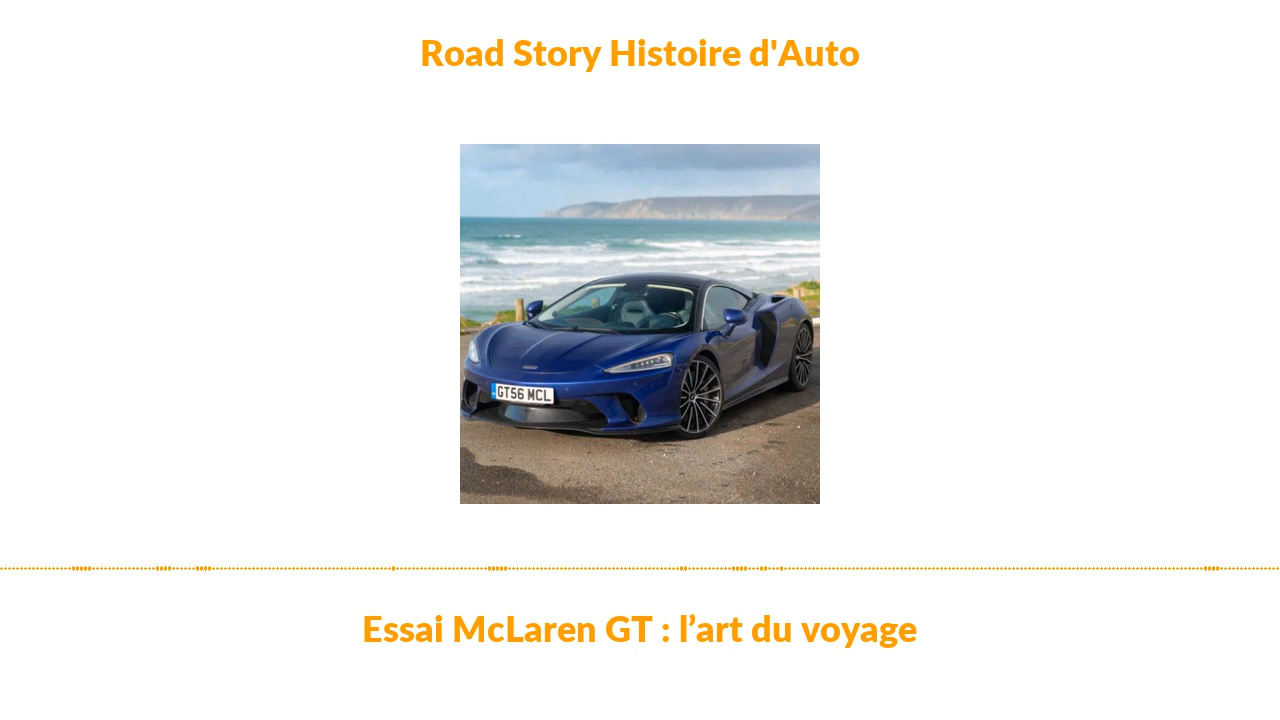 Road Story Histoire d'Auto
GT56 MCL
Essai McLaren GT : l’art du voyage